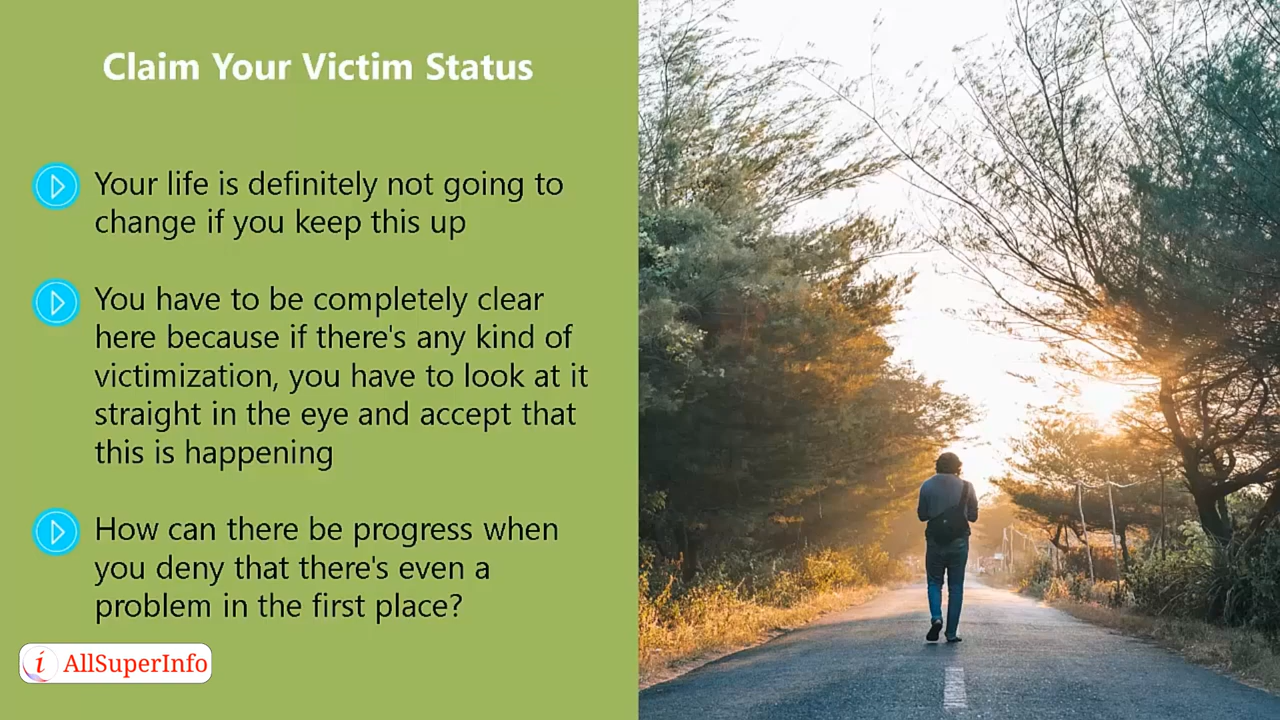 Claim Your Victim Status
Your life is definitely not going to
change if you keep this up
You have to be completely clear
here because if there's any kind of
victimization, you have to look at it
straight in the eye and accept that
this is happening
How can there be progress when
you deny that there's even a
problem in the first place?
i AllSuperInfo